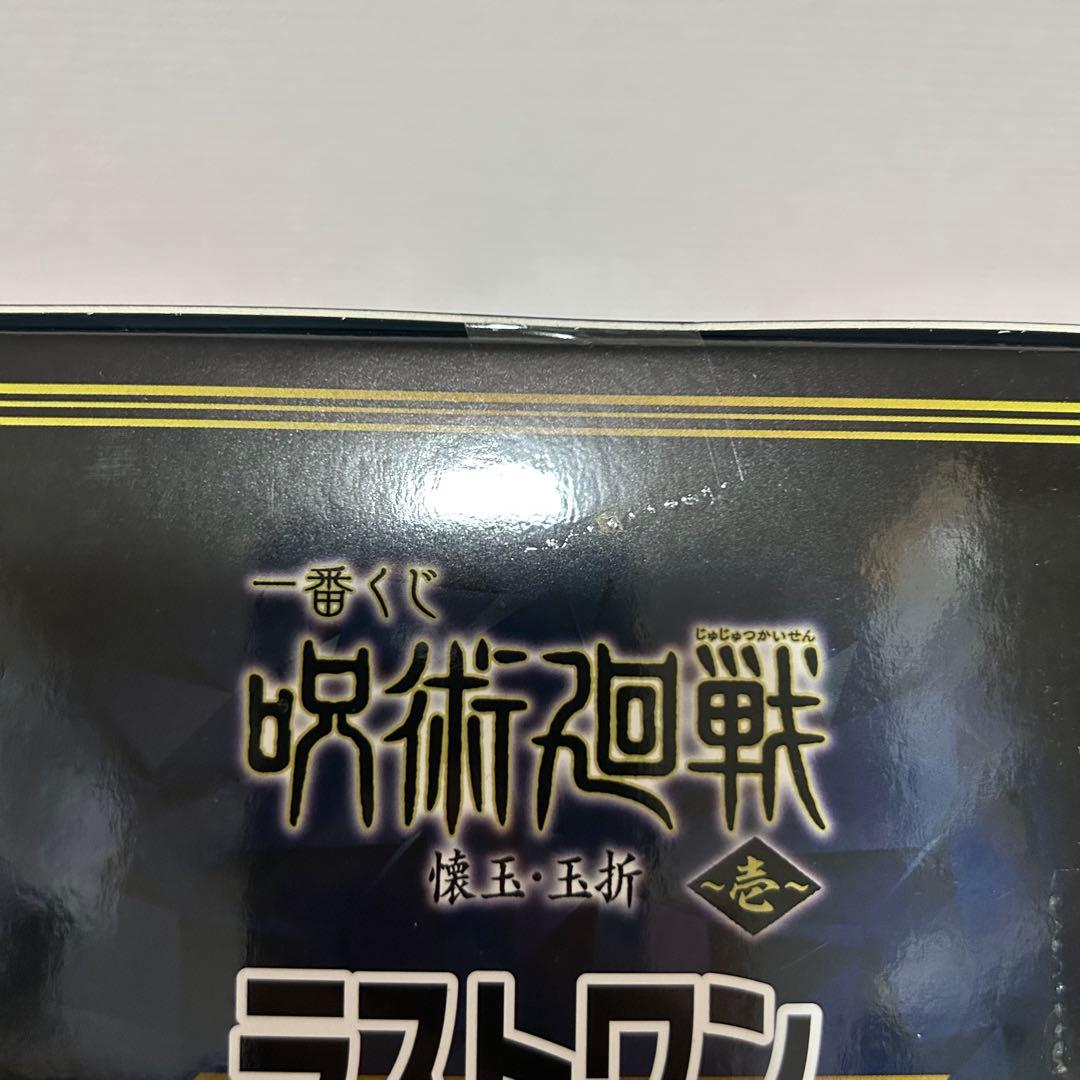 一番くじ
じゅじゅつかいせん
呪術廻戦
懐玉・玉折 ～壱～
ラストワン